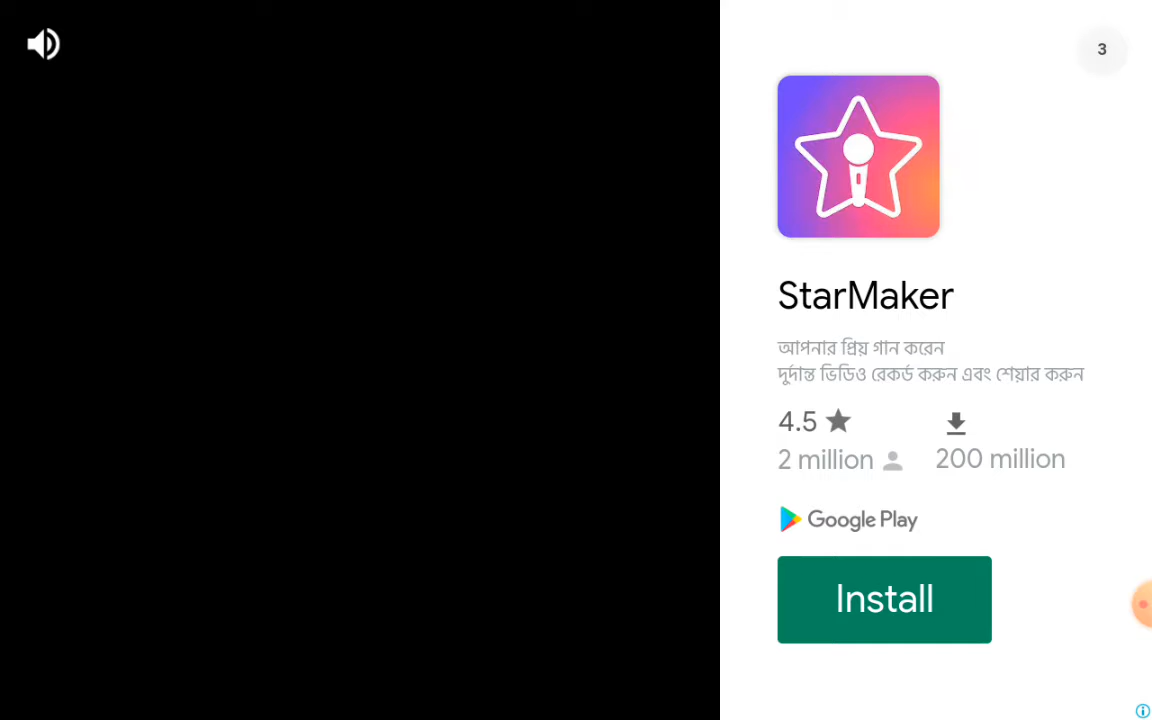 3
StarMaker
আপনার প্রিয় গান করেন
দুর্দান্ত ভিডিও রেকর্ড করুন এবং শেয়ার করুন
4.5
2 million
200 million
Google Play
Install